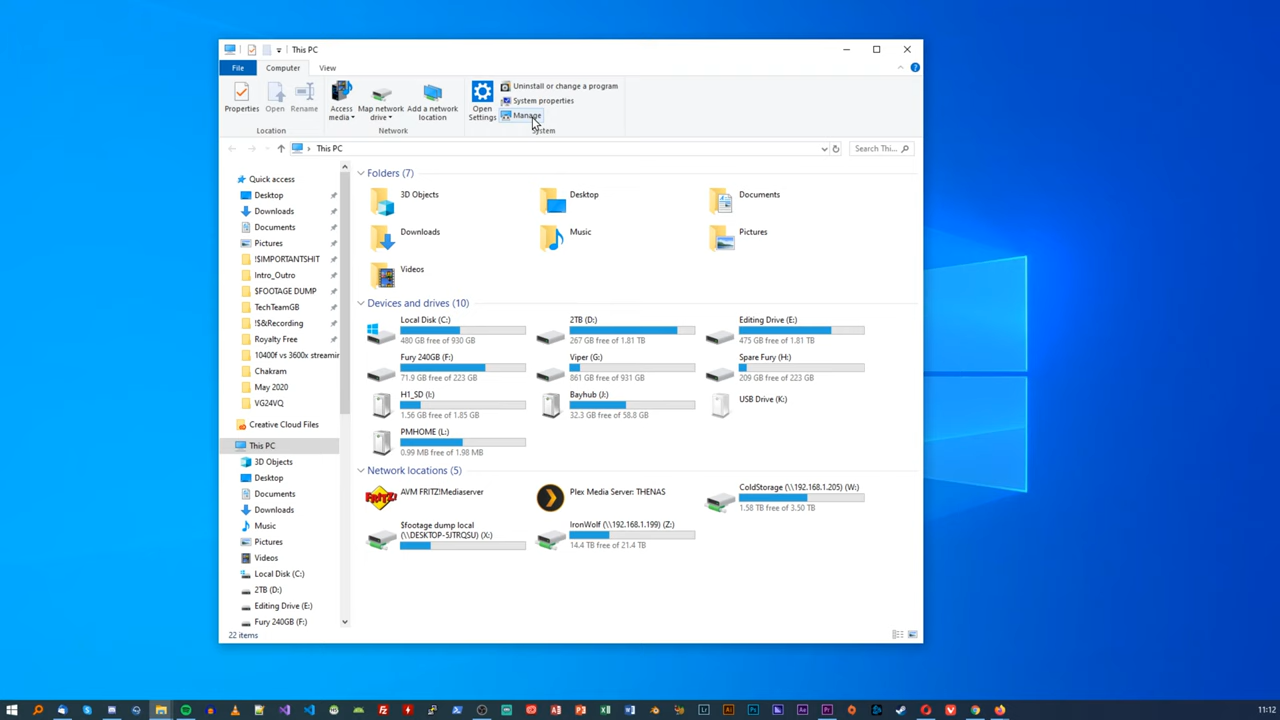 This PC
File
Computer
View
Properties
Open
Rename
Access media
Map network drive
Add a network location
Open Settings
Uninstall or change a program
System properties
Manage
Location
Network
System
This PC
Search Thi...
Quick access
Desktop
Downloads
Documents
Pictures
!$IMPORTANTSHIT
Intro_Outro
$FOOTAGE DUMP
TechTeamGB
!$&Recording
Royalty Free
10400f vs 3600x streamin
Chakram
May 2020
VG24VQ
Creative Cloud Files
This PC
3D Objects
Desktop
Documents
Downloads
Music
Pictures
Videos
Local Disk (C:)
2TB (D:)
Editing Drive (E:)
Fury 240GB (F:)
Folders (7)
3D Objects
Desktop
Documents
Downloads
Music
Pictures
Videos
Devices and drives (10)
Local Disk (C:)
480 GB free of 930 GB
2TB (D:)
267 GB free of 1.81 TB
Editing Drive (E:)
475 GB free of 1.81 TB
Fury 240GB (F:)
71.9 GB free of 223 GB
Viper (G:)
861 GB free of 931 GB
Spare Fury (H:)
209 GB free of 223 GB
H1_SD (I:)
1.56 GB free of 1.85 GB
Bayhub (J:)
32.3 GB free of 58.8 GB
USB Drive (K:)
PMHOME (L:)
0.99 MB free of 1.98 MB
Network locations (5)
AVM FRITZ!Mediaserver
Plex Media Server: THENAS
ColdStorage (\\192.168.1.205) (W:)
1.58 TB free of 3.50 TB
$footage dump local
(\\DESKTOP-5JTRQSU) (X:)
IronWolf (\\192.168.1.199) (Z:)
14.4 TB free of 21.4 TB
22 items
11:12